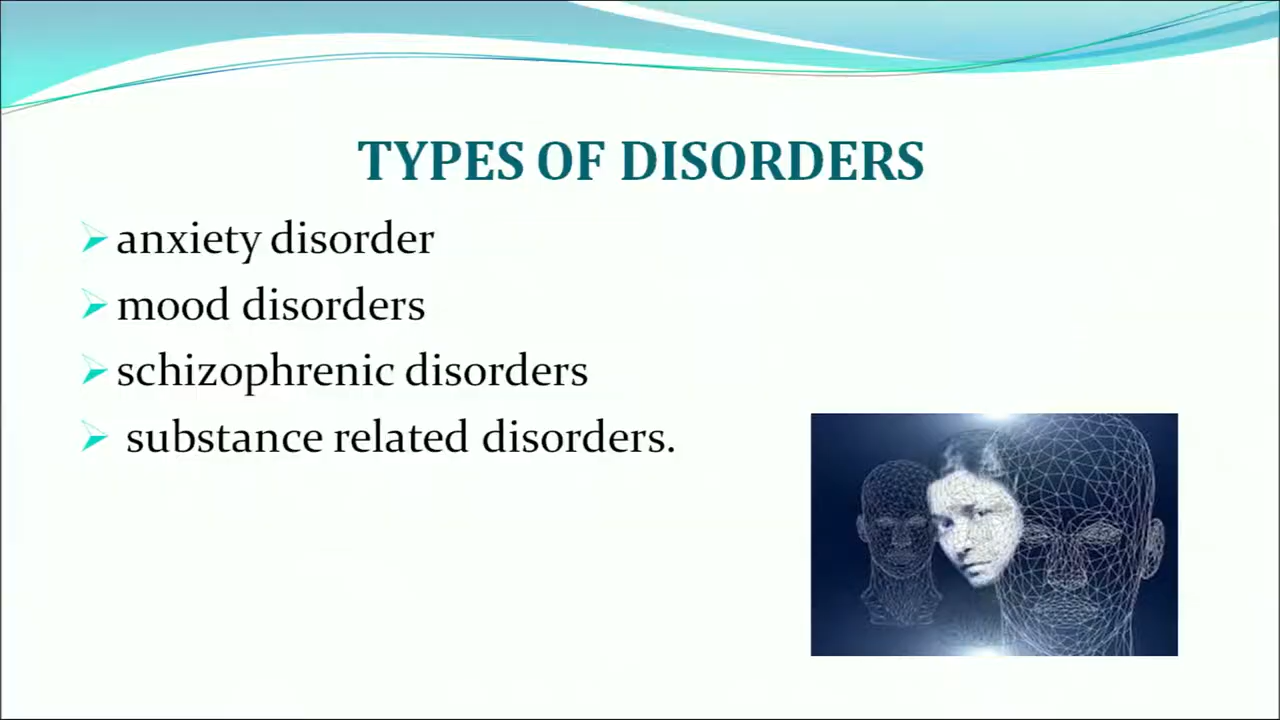 TYPES OF DISORDERS
anxiety disorder
mood disorders
schizophrenic disorders
substance related disorders.